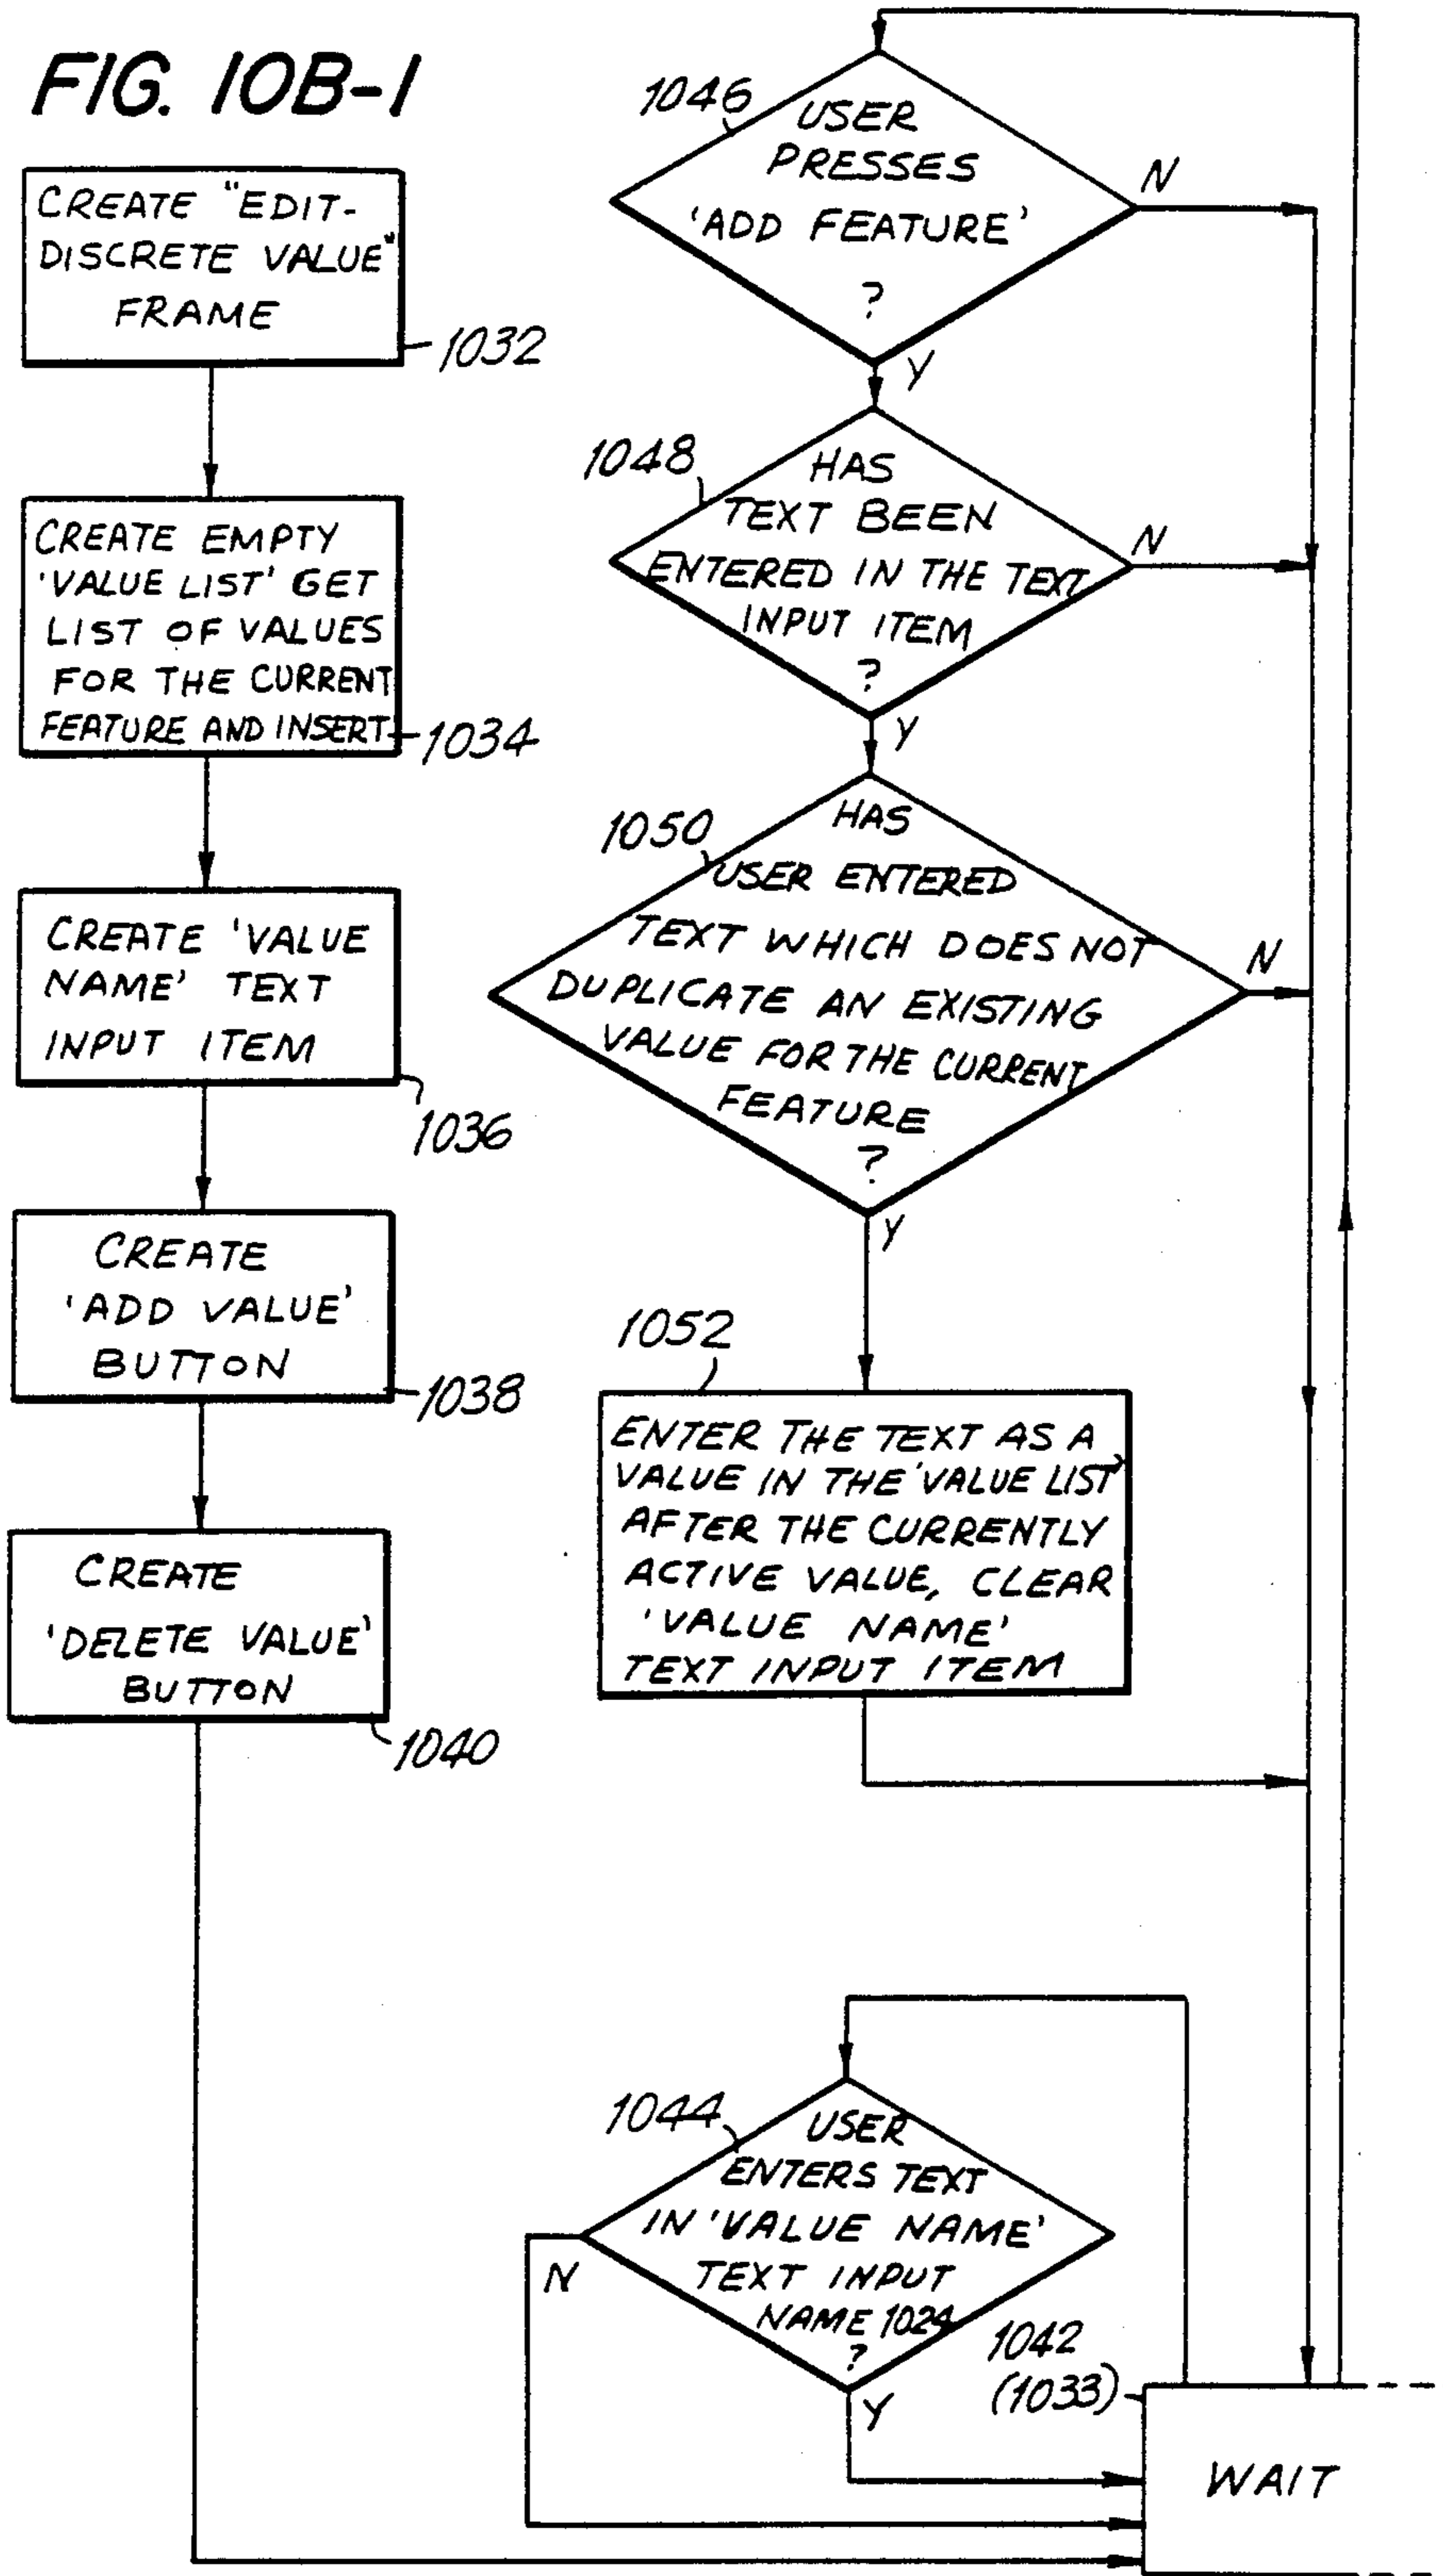 FIG. 10B-1
CREATE "EDIT-
DISCRETE VALUE"
FRAME
1032
CREATE EMPTY
'VALUE LIST' GET
LIST OF VALUES
FOR THE CURRENT
FEATURE AND INSERT
1034
CREATE 'VALUE
NAME' TEXT
INPUT ITEM
1036
CREATE
'ADD VALUE'
BUTTON
1038
CREATE
'DELETE VALUE'
BUTTON
1040
1046
USER
PRESSES
'ADD FEATURE'
?
N
Y
1048
HAS
TEXT BEEN
ENTERED IN THE TEXT
INPUT ITEM
?
N
Y
1050
HAS
USER ENTERED
TEXT WHICH DOES NOT
DUPLICATE AN EXISTING
VALUE FOR THE CURRENT
FEATURE
?
N
Y
1052
ENTER THE TEXT AS A
VALUE IN THE 'VALUE LIST'
AFTER THE CURRENTLY
ACTIVE VALUE, CLEAR
'VALUE NAME'
TEXT INPUT ITEM
1044
USER
ENTERS TEXT
IN 'VALUE NAME'
TEXT INPUT
NAME 1024
?
N
Y
1042
(1033)
WAIT